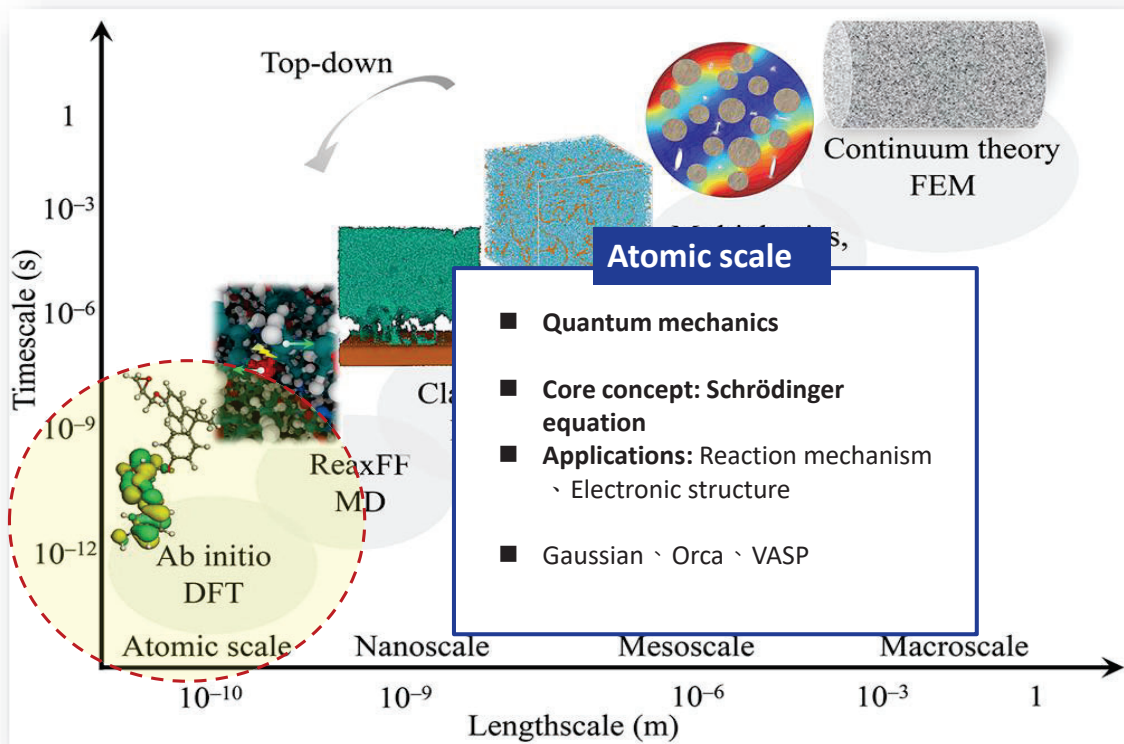 Top-down
Timescale (s)
1
10⁻³
10⁻⁶
10⁻⁹
10⁻¹²
Continuum theory
FEM
Atomic scale
■ Quantum mechanics
■ Core concept: Schrödinger
equation
■ Applications: Reaction mechanism
、Electronic structure
■ Gaussian、Orca、VASP
ReaxFF
MD
Ab initio
DFT
Atomic scale
Nanoscale
Mesoscale
Macroscale
10⁻¹⁰
10⁻⁹
10⁻⁶
10⁻³
1
Lengthscale (m)